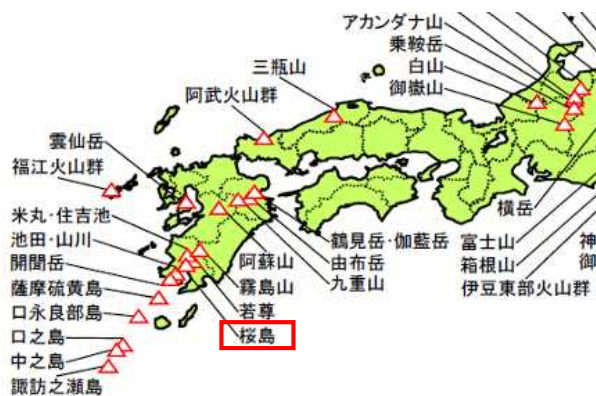 アカンダナ山
乗鞍岳
白山
御嶽山
三瓶山
阿武火山群
雲仙岳
福江火山群
米丸・住吉池
池田・山川
開聞岳
薩摩硫黄島
口永良部島
口之島
中之島
諏訪之瀬島
鶴見岳・伽藍岳
由布岳
九重山
阿蘇山
霧島山
若尊
桜島
横岳
富士山
箱根山
伊豆東部火山群
神
御